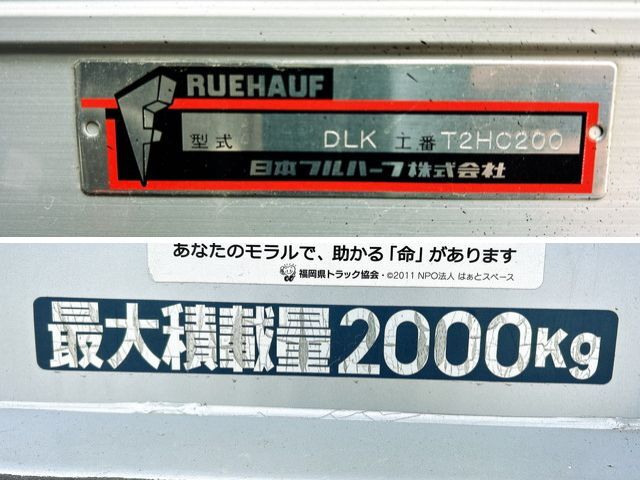 RUEHAUF
型式 DLK 工番 T2HC200
日本フルハーフ株式会社
あなたのモラルで、助かる「命」があります
福岡県トラック協会・©2011 NPO法人 はぁとスペース
最大積載量2000Kg